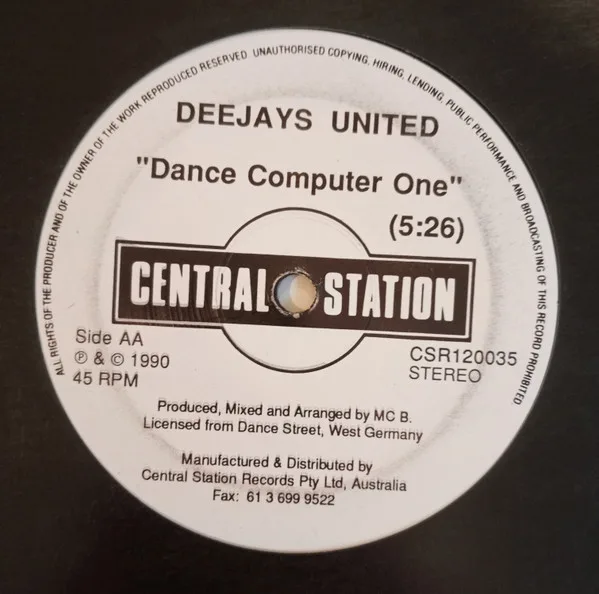 ALL RIGHTS OF THE PRODUCER AND OF THE OWNER OF THE WORK REPRODUCED RESERVED UNAUTHORISED COPYING, HIRING, LENDING, PUBLIC PERFORMANCE AND BROADCASTING OF THIS RECORD PROHIBITED
DEEJAYS UNITED
"Dance Computer One"
(5:26)
CENTRAL STATION
Side AA
℗ & © 1990
45 RPM
CSR120035
STEREO
Produced, Mixed and Arranged by MC B.
Licensed from Dance Street, West Germany
Manufactured & Distributed by
Central Station Records Pty Ltd, Australia
Fax: 61 3 699 9522